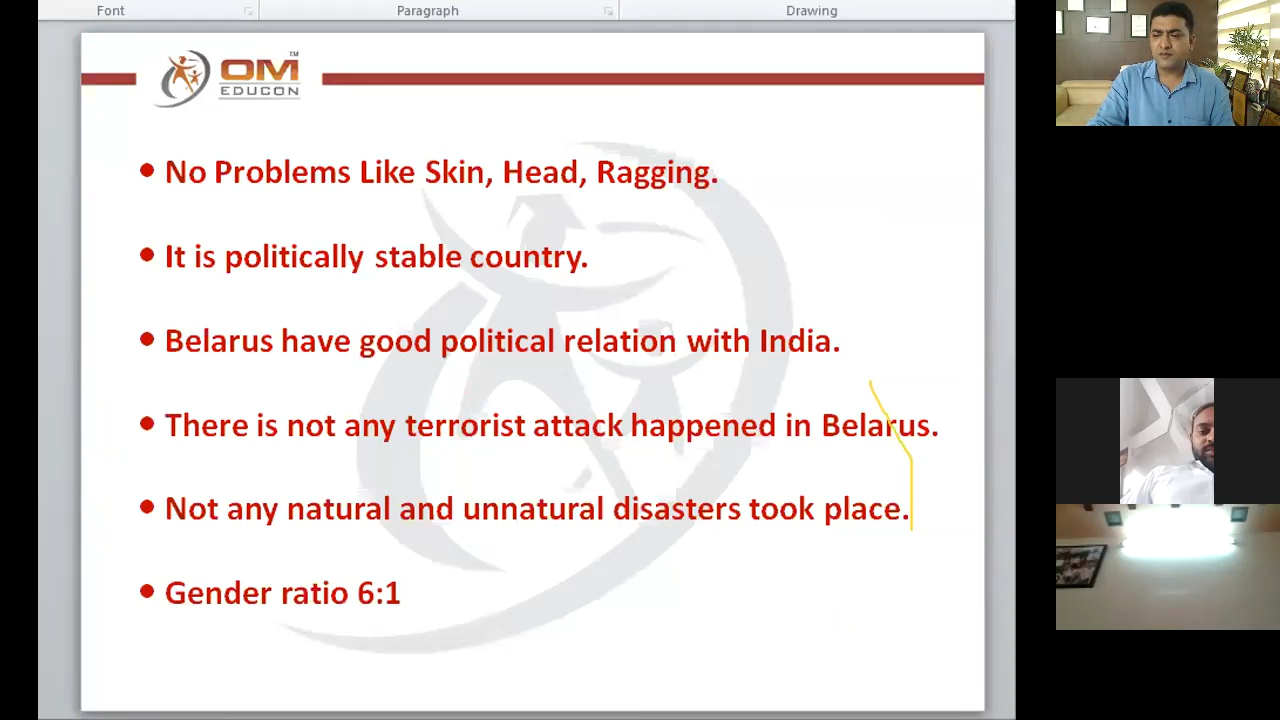 Font
Paragraph
Drawing
OM
TM
EDUCON
• No Problems Like Skin, Head, Ragging.
• It is politically stable country.
• Belarus have good political relation with India.
• There is not any terrorist attack happened in Belarus.
• Not any natural and unnatural disasters took place.
• Gender ratio 6:1